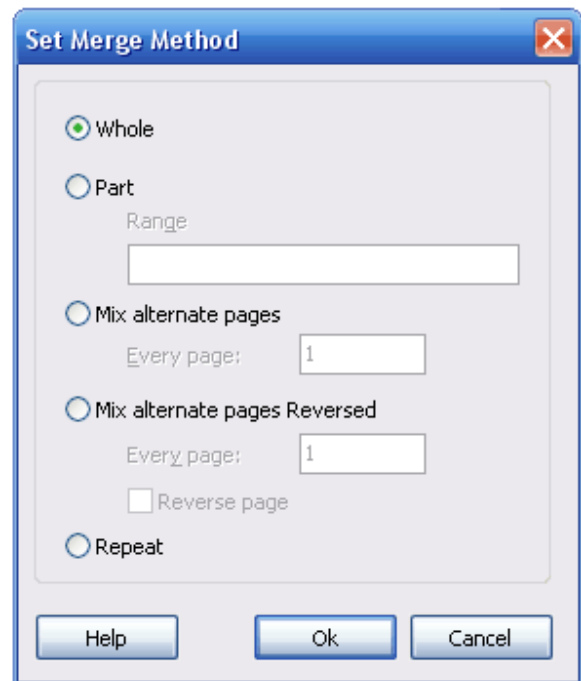 Set Merge Method
Whole
Part
Range
Mix alternate pages
Every page: 1
Mix alternate pages Reversed
Every page: 1
Reverse page
Repeat
Help Ok Cancel